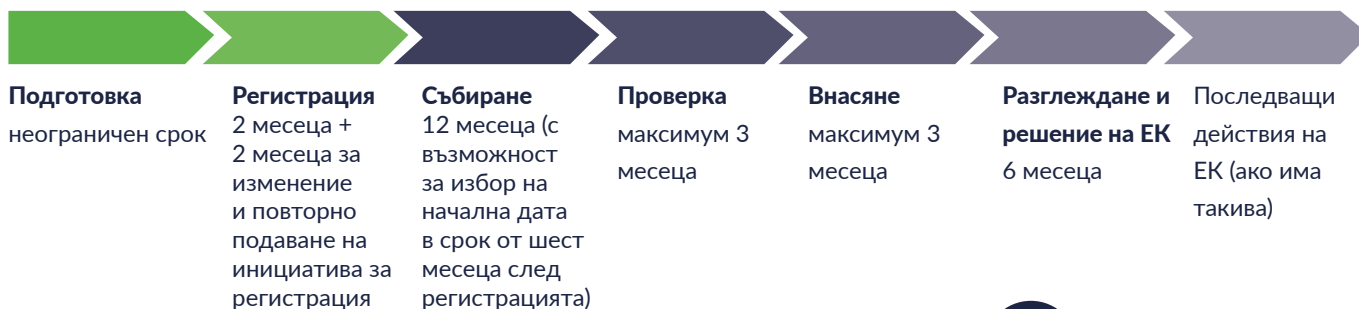 Подготовка
неограничен срок
Регистрация
2 месеца +
2 месеца за
изменение
и повторно
подаване на
инициатива за
регистрация
Събиране
12 месеца (с
възможност
за избор на
начална дата
в срок от шест
месеца след
регистрацията)
Проверка
максимум 3
месеца
Внасяне
максимум 3
месеца
Разглеждане и
решение на ЕК
6 месеца
Последващи
действия на
ЕК (ако има
такива)